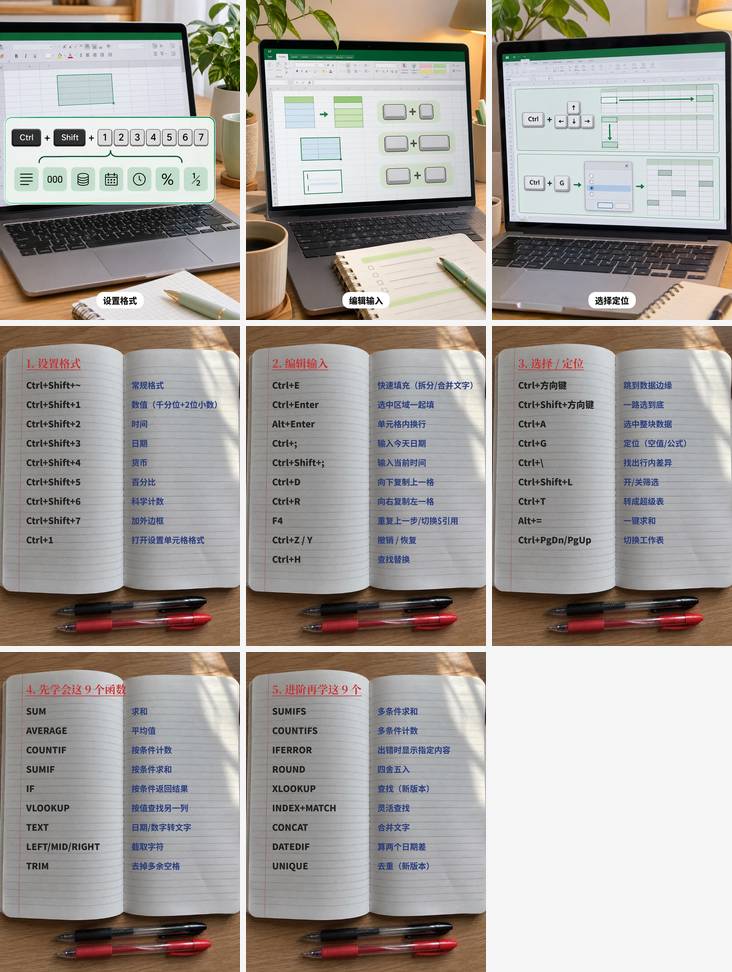 Ctrl + Shift + 1 2 3 4 5 6 7
000 % 1/2
设置格式
编辑输入
Ctrl + ↑ ← ↓ →
Ctrl + G
选择定位
1. 设置格式
Ctrl+Shift+~ 常规格式
Ctrl+Shift+1 数值（千分位+2位小数）
Ctrl+Shift+2 时间
Ctrl+Shift+3 日期
Ctrl+Shift+4 货币
Ctrl+Shift+5 百分比
Ctrl+Shift+6 科学计数
Ctrl+Shift+7 加外边框
Ctrl+1 打开设置单元格格式
2. 编辑输入
Ctrl+E 快速填充（拆分/合并文字）
Ctrl+Enter 选中区域一起填
Alt+Enter 单元格内换行
Ctrl+; 输入今天日期
Ctrl+Shift+; 输入当前时间
Ctrl+D 向下复制上一格
Ctrl+R 向右复制左一格
F4 重复上一步/切换$引用
Ctrl+Z / Y 撤销 / 恢复
Ctrl+H 查找替换
3. 选择 / 定位
Ctrl+方向键 跳到数据边缘
Ctrl+Shift+方向键 一路选到底
Ctrl+A 选中整块数据
Ctrl+G 定位（空值/公式）
Ctrl+\ 找出行内差异
Ctrl+Shift+L 开/关筛选
Ctrl+T 转成超级表
Alt+= 一键求和
Ctrl+PgDn/PgUp 切换工作表
4. 先学会这 9 个函数
SUM 求和
AVERAGE 平均值
COUNTIF 按条件计数
SUMIF 按条件求和
IF 按条件返回结果
VLOOKUP 按值查找另一列
TEXT 日期/数字转文字
LEFT/MID/RIGHT 截取字符
TRIM 去掉多余空格
5. 进阶再学这 9 个
SUMIFS 多条件求和
COUNTIFS 多条件计数
IFERROR 出错时显示指定内容
ROUND 四舍五入
XLOOKUP 查找（新版本）
INDEX+MATCH 灵活查找
CONCAT 合并文字
DATEDIF 算两个日期差
UNIQUE 去重（新版本）